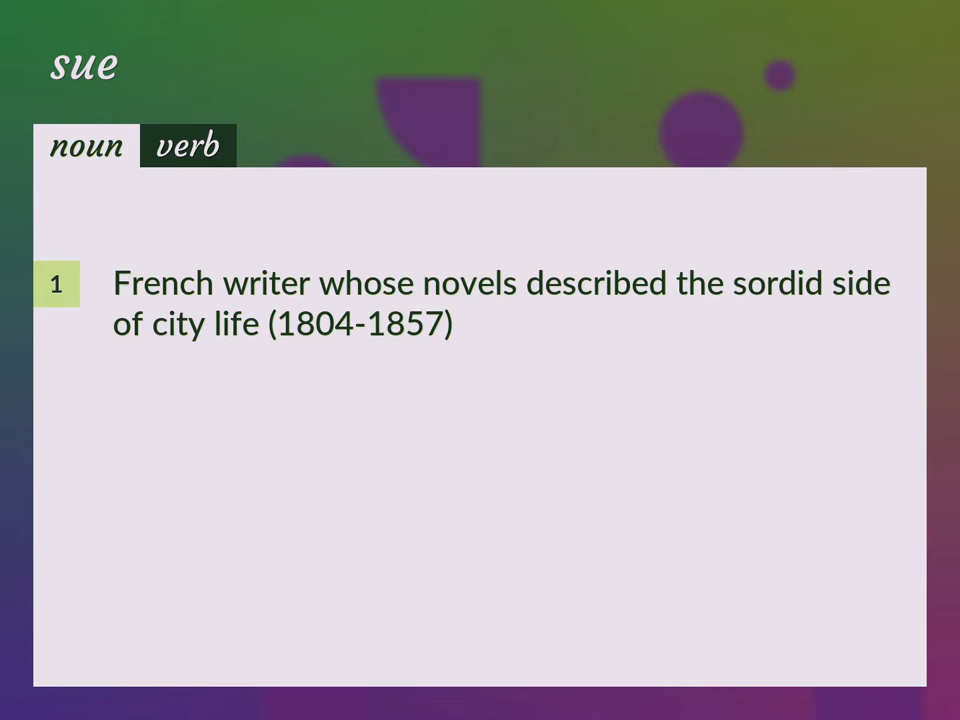 sue
noun verb
1 French writer whose novels described the sordid side
of city life (1804-1857)